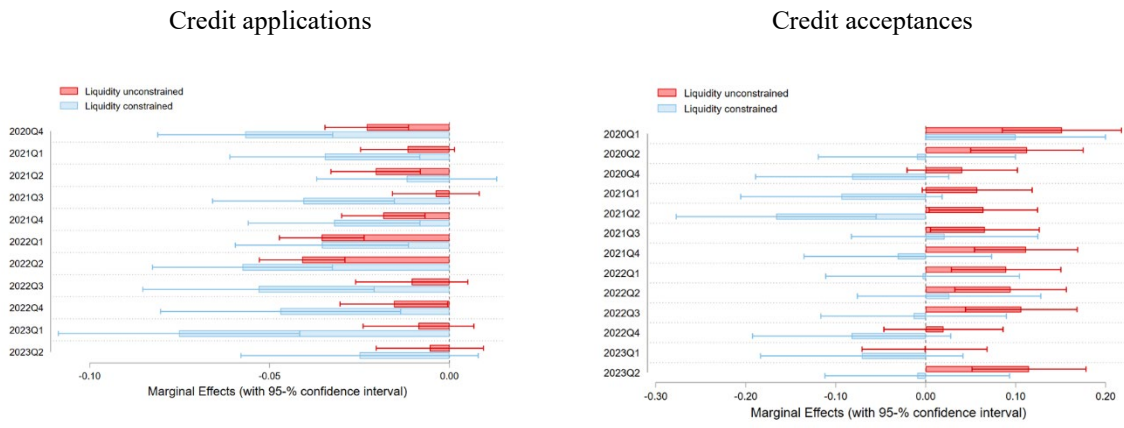 Credit applications
Liquidity unconstrained
Liquidity constrained
2020Q4
2021Q1
2021Q2
2021Q3
2021Q4
2022Q1
2022Q2
2022Q3
2022Q4
2023Q1
2023Q2
-0.10
-0.05
0.00
Marginal Effects (with 95-% confidence interval)
Credit acceptances
Liquidity unconstrained
Liquidity constrained
2020Q1
2020Q2
2020Q4
2021Q1
2021Q2
2021Q3
2021Q4
2022Q1
2022Q2
2022Q3
2022Q4
2023Q1
2023Q2
-0.30
-0.20
-0.10
0.00
0.10
0.20
Marginal Effects (with 95-% confidence interval)